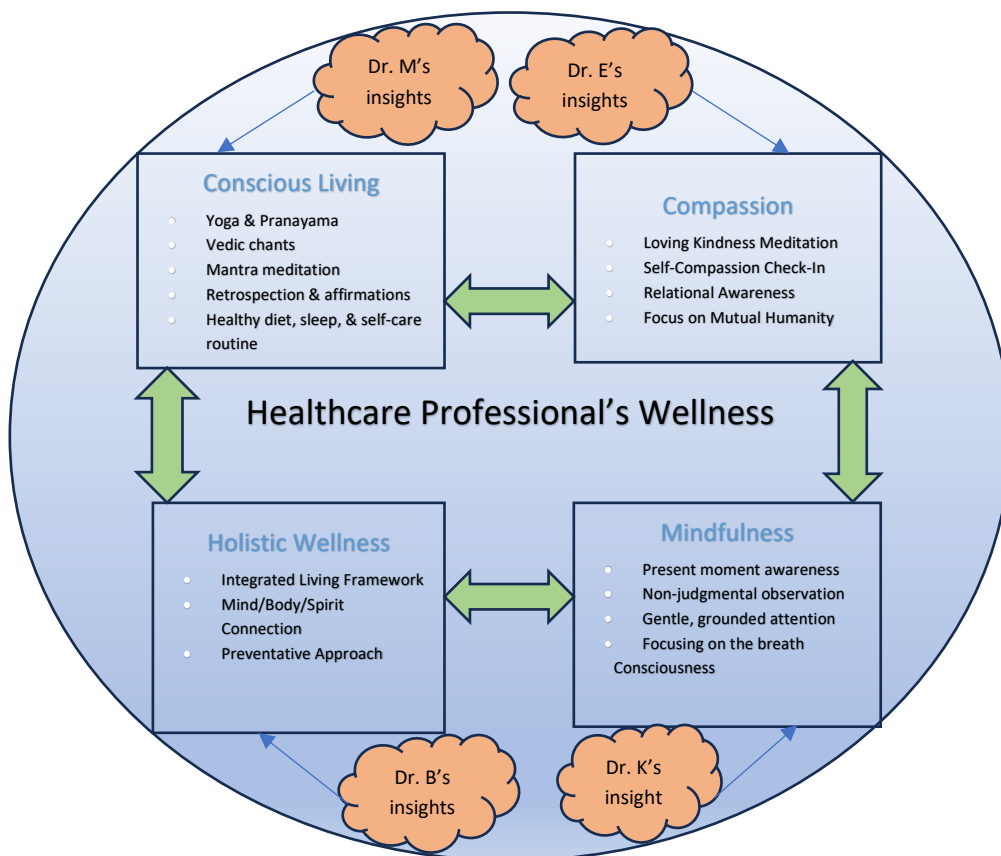 Dr. M's
insights
Dr. E's
insights
Conscious Living
Yoga & Pranayama
Vedic chants
Mantra meditation
Retrospection & affirmations
Healthy diet, sleep, & self-care
routine
Compassion
Loving Kindness Meditation
Self-Compassion Check-In
Relational Awareness
Focus on Mutual Humanity
Healthcare Professional's Wellness
Holistic Wellness
Integrated Living Framework
Mind/Body/Spirit
Connection
Preventative Approach
Mindfulness
Present moment awareness
Non-judgmental observation
Gentle, grounded attention
Focusing on the breath
Consciousness
Dr. B's
insights
Dr. K's
insight